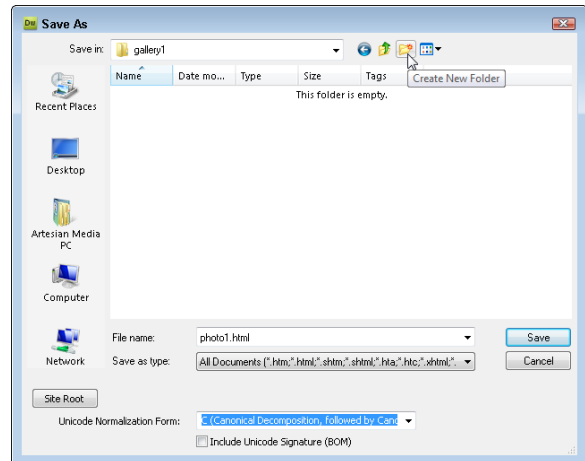 Dw Save As
Save in: gallery1
Name Date mo... Type Size Tags
Create New Folder
This folder is empty.
Recent Places
Desktop
Artesian Media
PC
Computer
Network
File name: photo1.html
Save as type: All Documents (*.htm;*.html;*.shtm;*.shtml;*.hta;*.htc;*.xhtml;*.
Save
Cancel
Site Root
Unicode Normalization Form: C (Canonical Decomposition, followed by Cano
Include Unicode Signature (BOM)